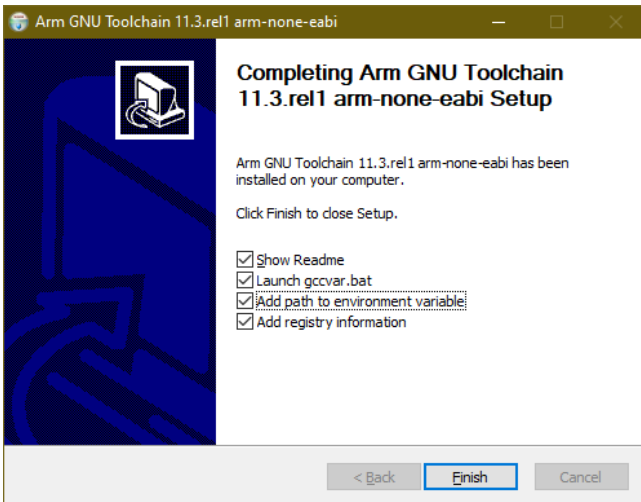 Arm GNU Toolchain 11.3.rel1 arm-none-eabi
Completing Arm GNU Toolchain
11.3.rel1 arm-none-eabi Setup
Arm GNU Toolchain 11.3.rel1 arm-none-eabi has been
installed on your computer.
Click Finish to close Setup.
Show Readme
Launch gccvar.bat
Add path to environment variable
Add registry information
< Back
Finish
Cancel